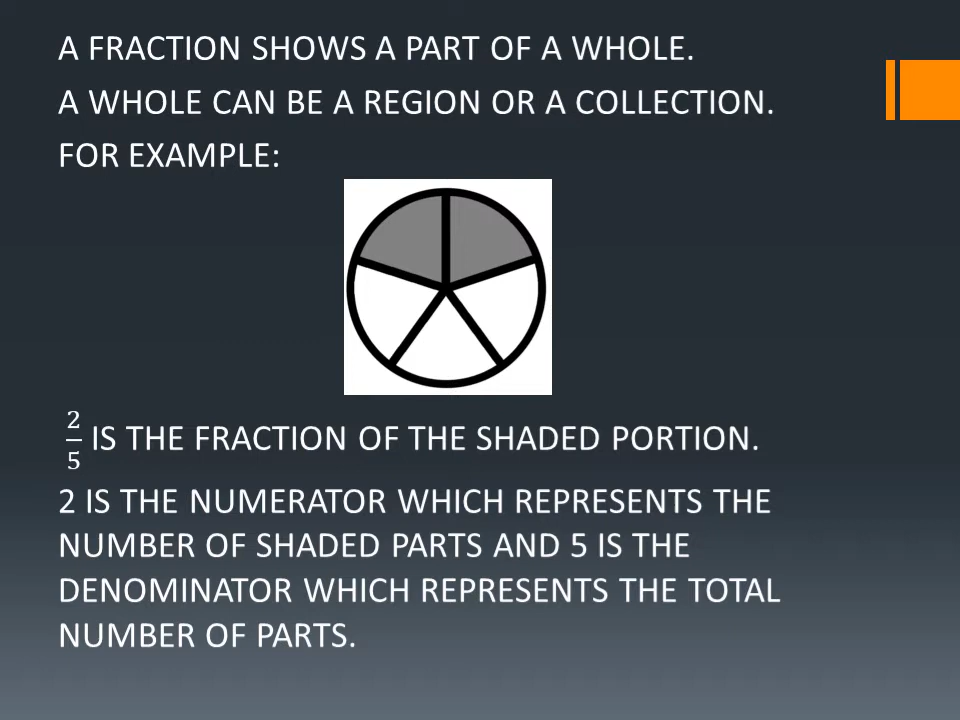 A FRACTION SHOWS A PART OF A WHOLE.
A WHOLE CAN BE A REGION OR A COLLECTION.
FOR EXAMPLE:
2/5 IS THE FRACTION OF THE SHADED PORTION.
2 IS THE NUMERATOR WHICH REPRESENTS THE
NUMBER OF SHADED PARTS AND 5 IS THE
DENOMINATOR WHICH REPRESENTS THE TOTAL
NUMBER OF PARTS.